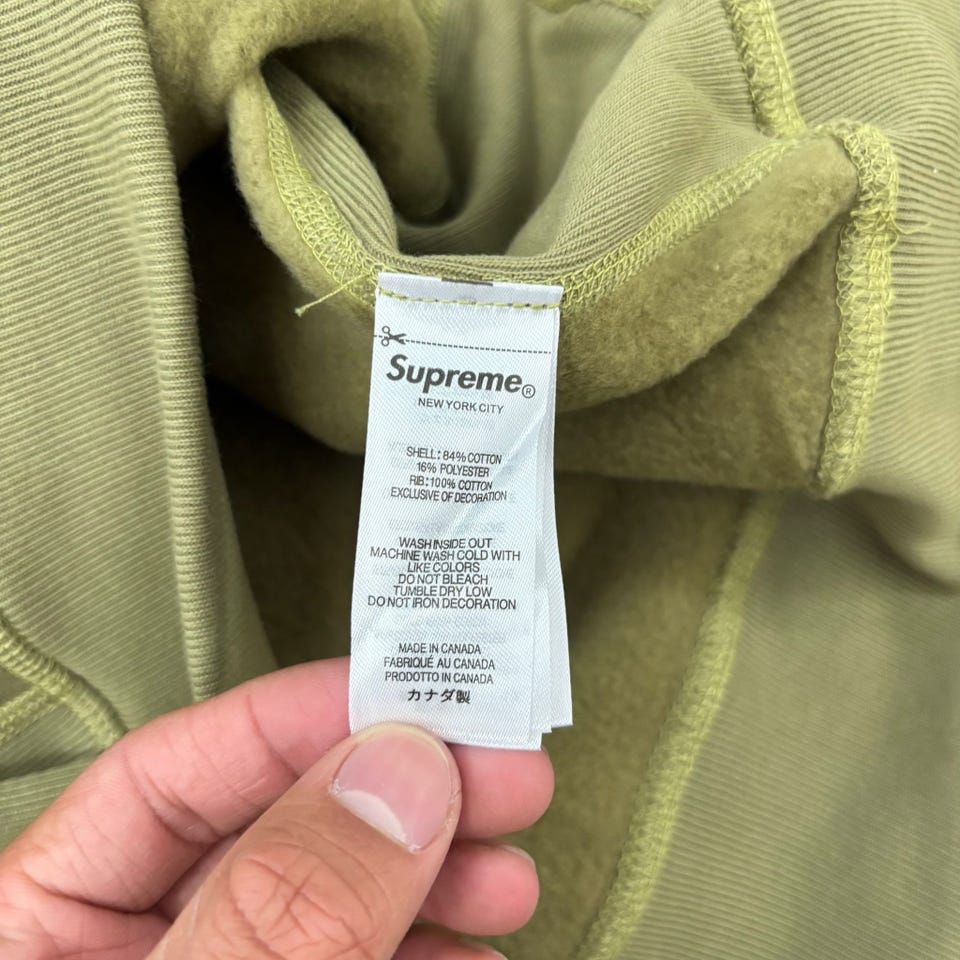 Supreme®
NEW YORK CITY
SHELL: 84% COTTON
16% POLYESTER
RIB: 100% COTTON
EXCLUSIVE OF DECORATION
WASH INSIDE OUT
MACHINE WASH COLD WITH
LIKE COLORS
DO NOT BLEACH
TUMBLE DRY LOW
DO NOT IRON DECORATION
MADE IN CANADA
FABRIQUÉ AU CANADA
PRODOTTO IN CANADA
カナダ製